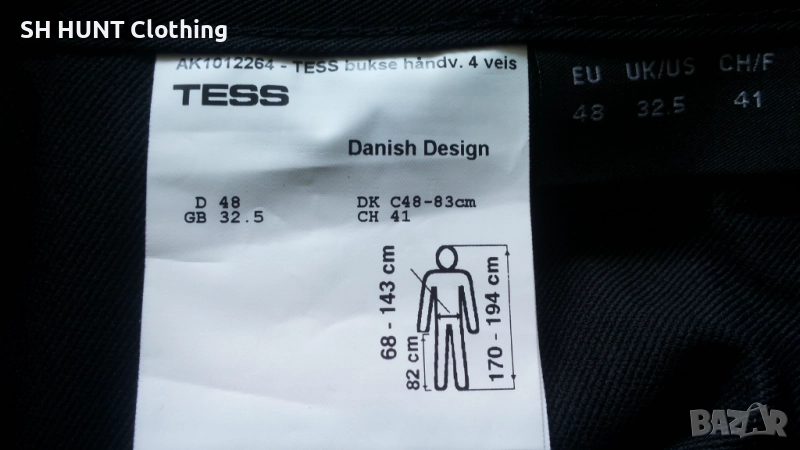 SH HUNT Clothing
AK1012264 - TESS bukse håndv. 4 veis
TESS
Danish Design
D 48 DK C48-83cm
GB 32.5 CH 41
68 - 143 cm
82 cm
170 - 194 cm
EU UK/US CH/F
48 32.5 41
BAZAR